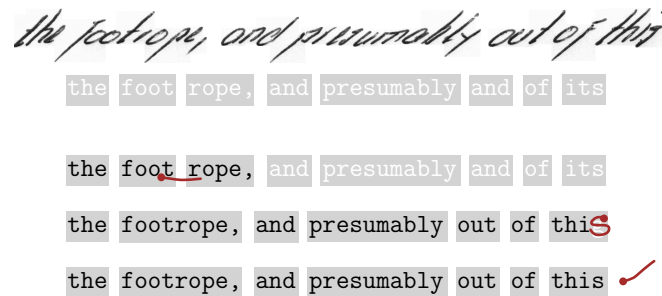 the footrope, and presumably out of this
the foot rope, and presumably and of its
the foot rope, and presumably and of its
the footrope, and presumably out of this
the footrope, and presumably out of this